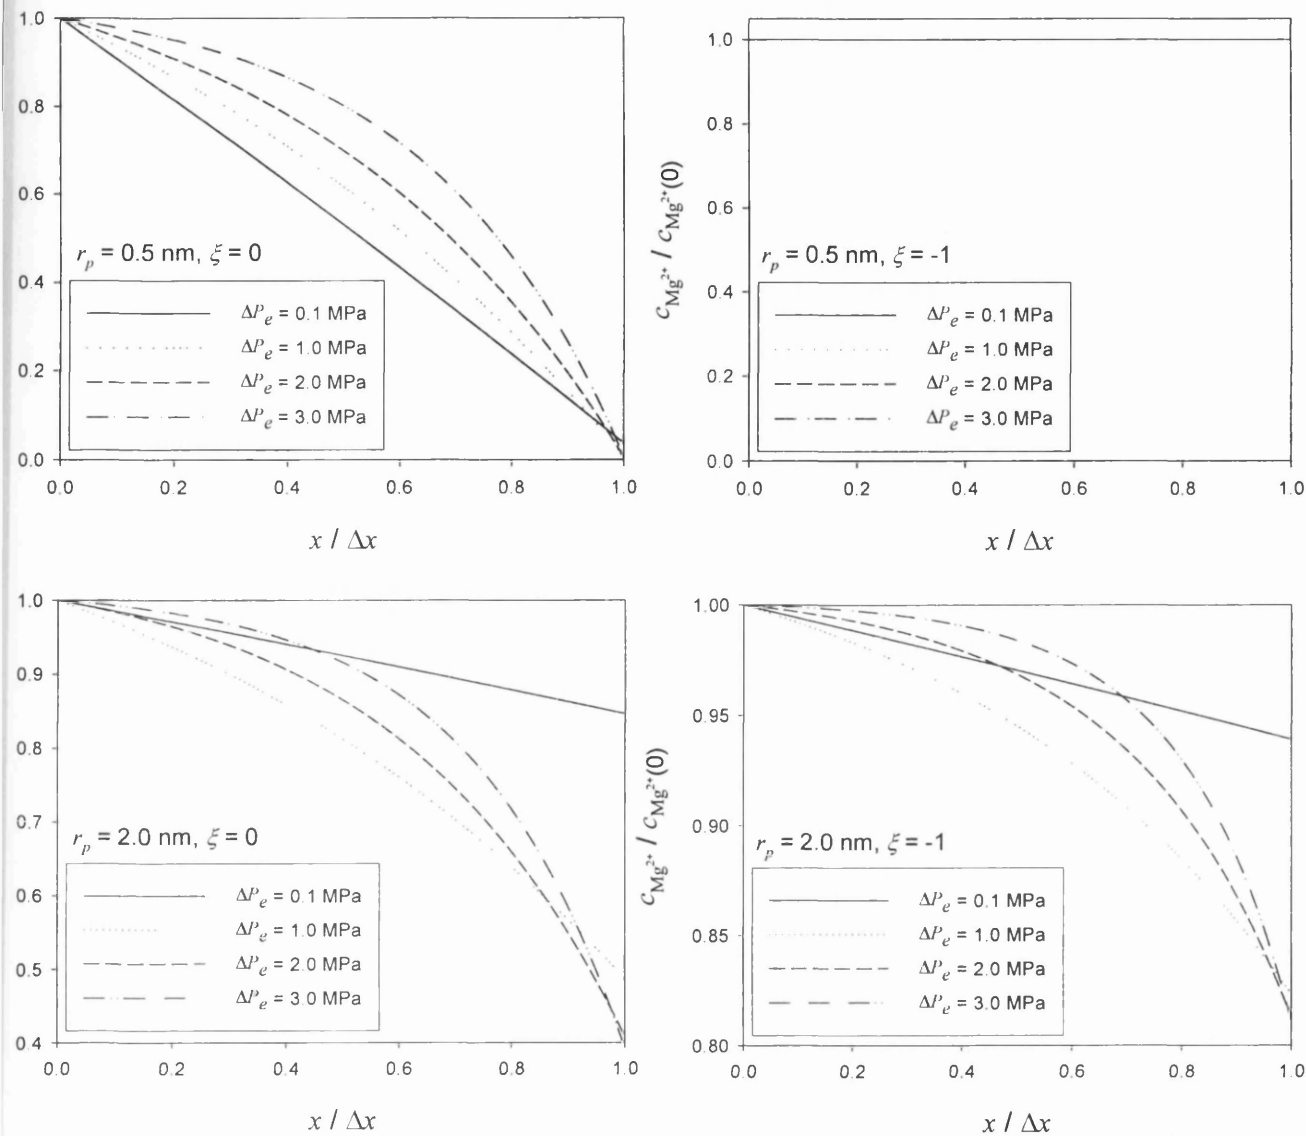 1.0
0.8
0.6
0.4
0.2
0.0
r_p = 0.5 nm, ξ = 0
ΔP_e = 0.1 MPa
ΔP_e = 1.0 MPa
ΔP_e = 2.0 MPa
ΔP_e = 3.0 MPa
0.0 0.2 0.4 0.6 0.8 1.0
x / Δx
c_Mg²⁺ / c_Mg²⁺(0)
1.0
0.8
0.6
0.4
0.2
0.0
r_p = 0.5 nm, ξ = -1
ΔP_e = 0.1 MPa
ΔP_e = 1.0 MPa
ΔP_e = 2.0 MPa
ΔP_e = 3.0 MPa
0.0 0.2 0.4 0.6 0.8 1.0
x / Δx
1.0
0.9
0.8
0.7
0.6
0.5
0.4
r_p = 2.0 nm, ξ = 0
ΔP_e = 0.1 MPa
ΔP_e = 1.0 MPa
ΔP_e = 2.0 MPa
ΔP_e = 3.0 MPa
0.0 0.2 0.4 0.6 0.8 1.0
x / Δx
c_Mg²⁺ / c_Mg²⁺(0)
1.00
0.95
0.90
0.85
0.80
r_p = 2.0 nm, ξ = -1
ΔP_e = 0.1 MPa
ΔP_e = 1.0 MPa
ΔP_e = 2.0 MPa
ΔP_e = 3.0 MPa
0.0 0.2 0.4 0.6 0.8 1.0
x / Δx